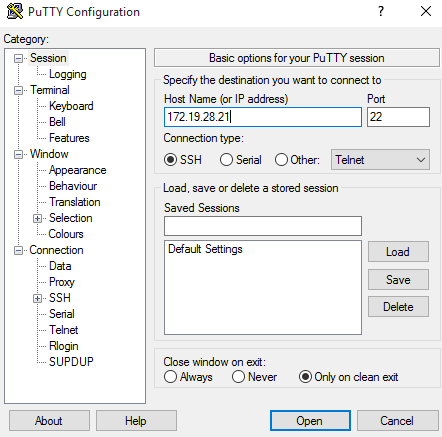 PuTTY Configuration
?
Category:
Session
Logging
Terminal
Keyboard
Bell
Features
Window
Appearance
Behaviour
Translation
Selection
Colours
Connection
Data
Proxy
SSH
Serial
Telnet
Rlogin
SUPDUP
Basic options for your PuTTY session
Specify the destination you want to connect to
Host Name (or IP address) Port
172.19.28.21 22
Connection type:
SSH Serial Other: Telnet
Load, save or delete a stored session
Saved Sessions
Default Settings
Load
Save
Delete
Close window on exit:
Always Never Only on clean exit
About Help Open Cancel